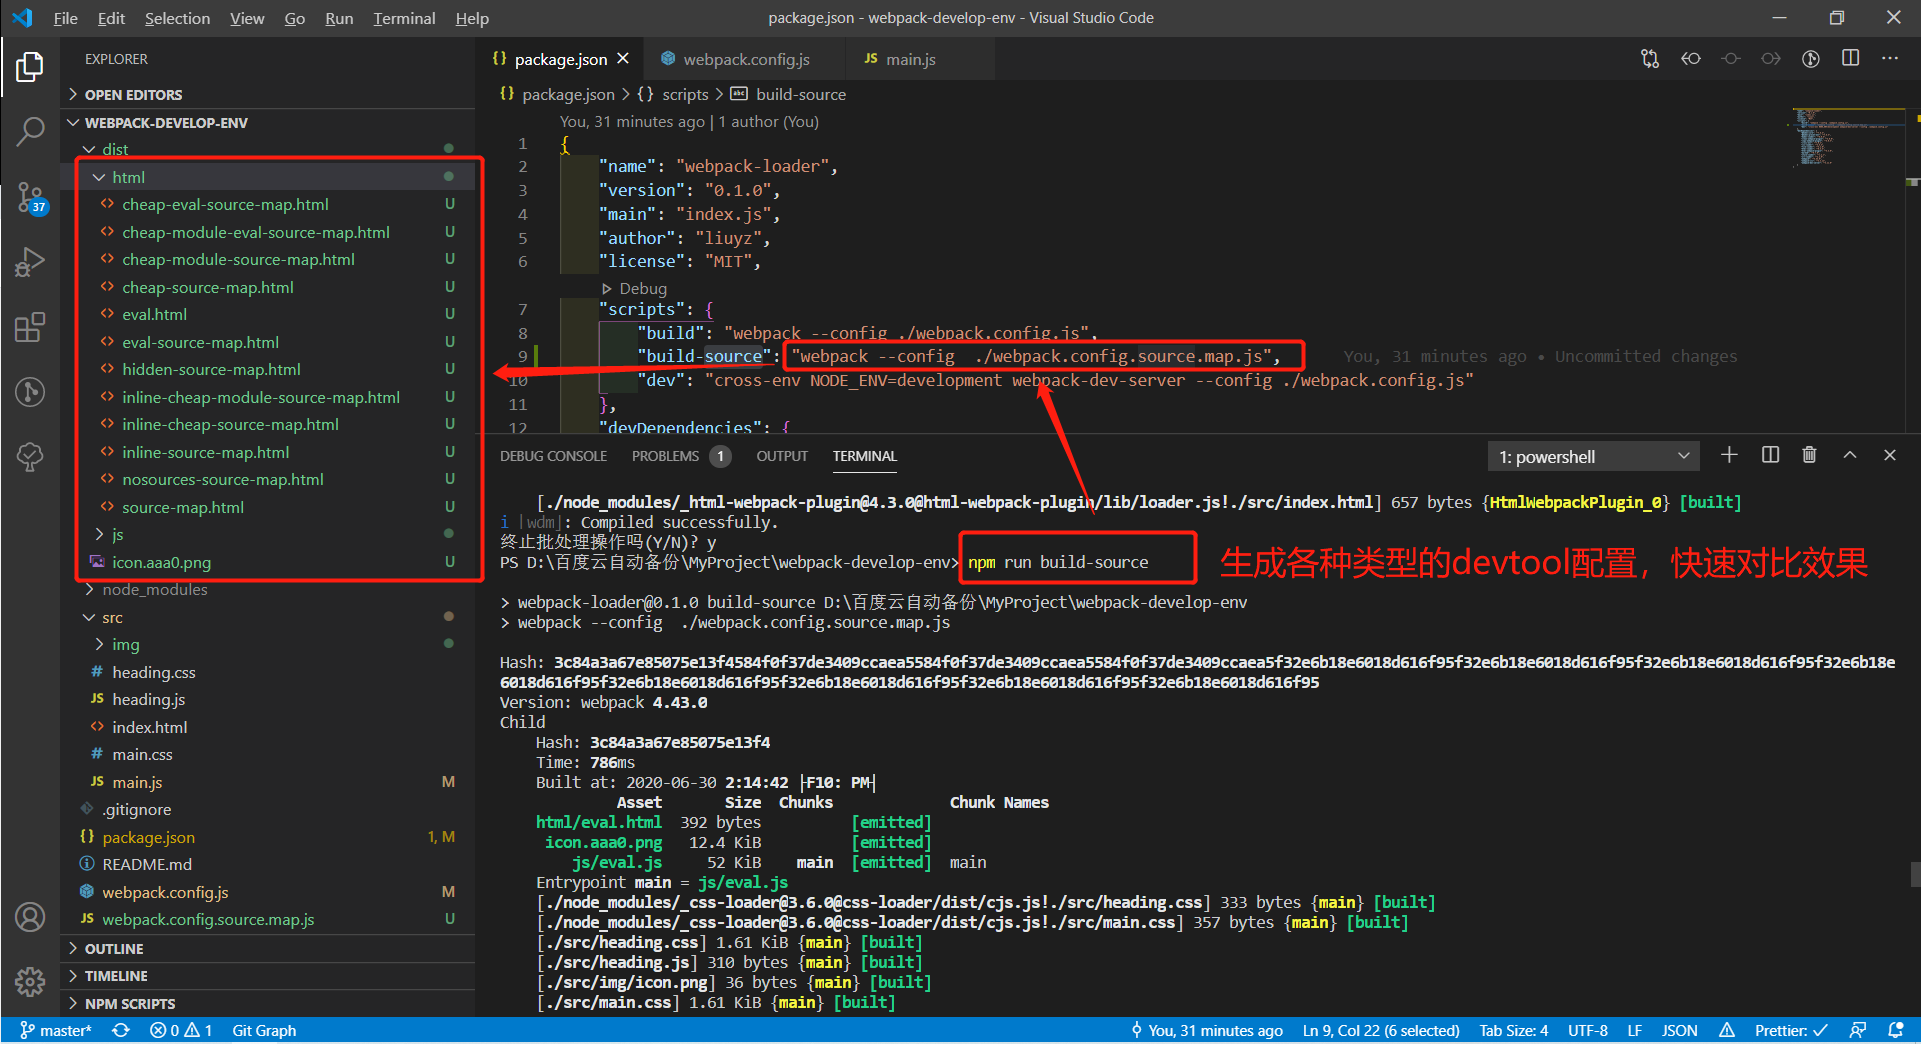 File Edit Selection View Go Run Terminal Help
package.json - webpack-develop-env - Visual Studio Code
EXPLORER
OPEN EDITORS
WEBPACK-DEVELOP-ENV
dist
html
cheap-eval-source-map.html U
cheap-module-eval-source-map.html U
cheap-module-source-map.html U
cheap-source-map.html U
eval.html U
eval-source-map.html U
hidden-source-map.html U
inline-cheap-module-source-map.html U
inline-cheap-source-map.html U
inline-source-map.html U
nosources-source-map.html U
source-map.html U
js
icon.aaa0.png U
node_modules
src
img
# heading.css
JS heading.js
index.html
# main.css
JS main.js M
.gitignore
{} package.json 1, M
README.md
webpack.config.js M
JS webpack.config.source.map.js U
OUTLINE
TIMELINE
NPM SCRIPTS
37
{} package.json
webpack.config.js
JS main.js
{} package.json > {} scripts > abc build-source
You, 31 minutes ago | 1 author (You)
1 {
2 "name": "webpack-loader",
3 "version": "0.1.0",
4 "main": "index.js",
5 "author": "liuyz",
6 "license": "MIT",
Debug
7 "scripts": {
8 "build": "webpack --config ./webpack.config.js",
9 "build-source": "webpack --config  ./webpack.config.source.map.js", You, 31 minutes ago • Uncommitted changes
10 "dev": "cross-env NODE_ENV=development webpack-dev-server --config ./webpack.config.js"
11 },
12 "devDependencies": {
DEBUG CONSOLE PROBLEMS 1 OUTPUT TERMINAL
1: powershell
[./node_modules/_html-webpack-plugin@4.3.0@html-webpack-plugin/lib/loader.js!./src/index.html] 657 bytes {HtmlWebpackPlugin_0} [built]
i ｢wdm｣: Compiled successfully.
终止批处理操作吗(Y/N)? y
PS D:\百度云自动备份\MyProject\webpack-develop-env> npm run build-source
生成各种类型的devtool配置，快速对比效果
> webpack-loader@0.1.0 build-source D:\百度云自动备份\MyProject\webpack-develop-env
> webpack --config  ./webpack.config.source.map.js
Hash: 3c84a3a67e85075e13f4584f0f37de3409ccaea5584f0f37de3409ccaea5584f0f37de3409ccaea5f32e6b18e6018d616f95f32e6b18e6018d616f95f32e6b18e6018d616f95f32e6b18e
6018d616f95f32e6b18e6018d616f95f32e6b18e6018d616f95f32e6b18e6018d616f95f32e6b18e6018d616f95
Version: webpack 4.43.0
Child
Hash: 3c84a3a67e85075e13f4
Time: 786ms
Built at: 2020-06-30 2:14:42 ├F10: PM┤
Asset Size Chunks Chunk Names
html/eval.html 392 bytes [emitted]
icon.aaa0.png 12.4 KiB [emitted]
js/eval.js 52 KiB main [emitted] main
Entrypoint main = js/eval.js
[./node_modules/_css-loader@3.6.0@css-loader/dist/cjs.js!./src/heading.css] 333 bytes {main} [built]
[./node_modules/_css-loader@3.6.0@css-loader/dist/cjs.js!./src/main.css] 357 bytes {main} [built]
[./src/heading.css] 1.61 KiB {main} [built]
[./src/heading.js] 310 bytes {main} [built]
[./src/img/icon.png] 36 bytes {main} [built]
[./src/main.css] 1.61 KiB {main} [built]
master* 0 1 Git Graph You, 31 minutes ago Ln 9, Col 22 (6 selected) Tab Size: 4 UTF-8 LF JSON Prettier: ✓